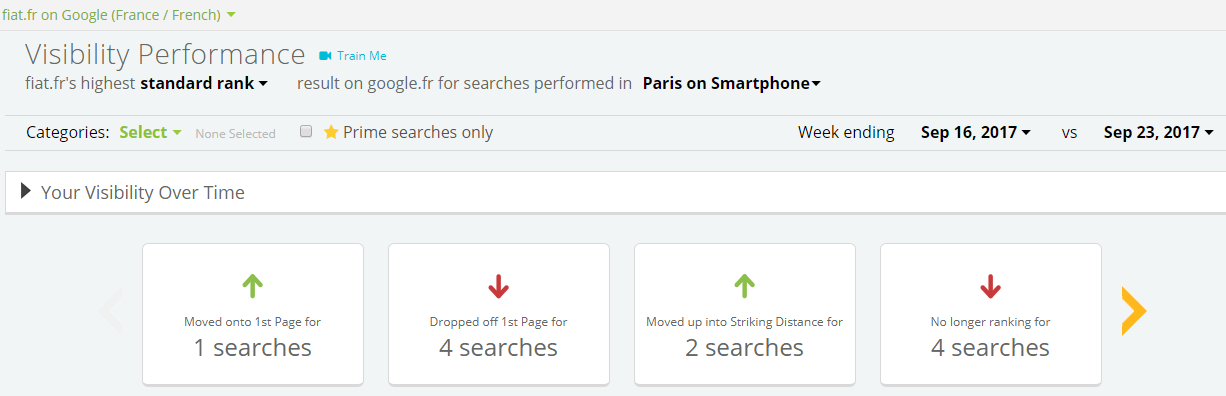 fiat.fr on Google (France / French)
Visibility Performance Train Me
fiat.fr's highest standard rank result on google.fr for searches performed in Paris on Smartphone
Categories: Select None Selected Prime searches only Week ending Sep 16, 2017 vs Sep 23, 2017
Your Visibility Over Time
Moved onto 1st Page for
1 searches
Dropped off 1st Page for
4 searches
Moved up into Striking Distance for
2 searches
No longer ranking for
4 searches